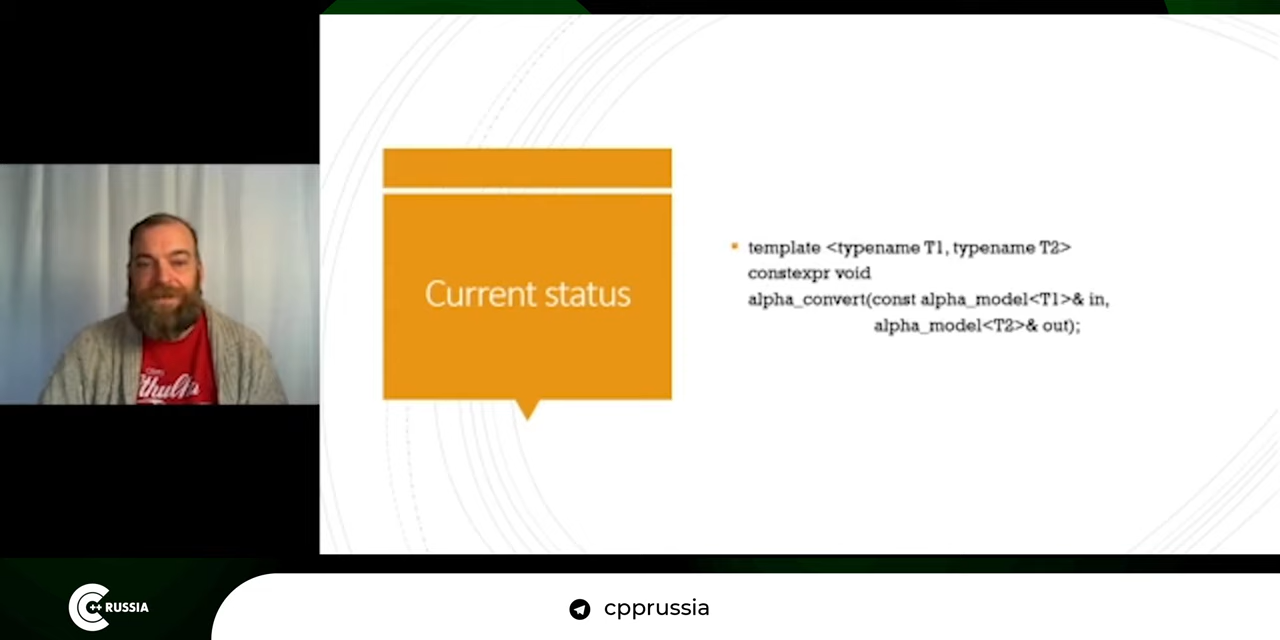 Current status
template <typename T1, typename T2>
constexpr void
alpha_convert(const alpha_model<T1>& in,
alpha_model<T2>& out);
C++ RUSSIA
cpprussia